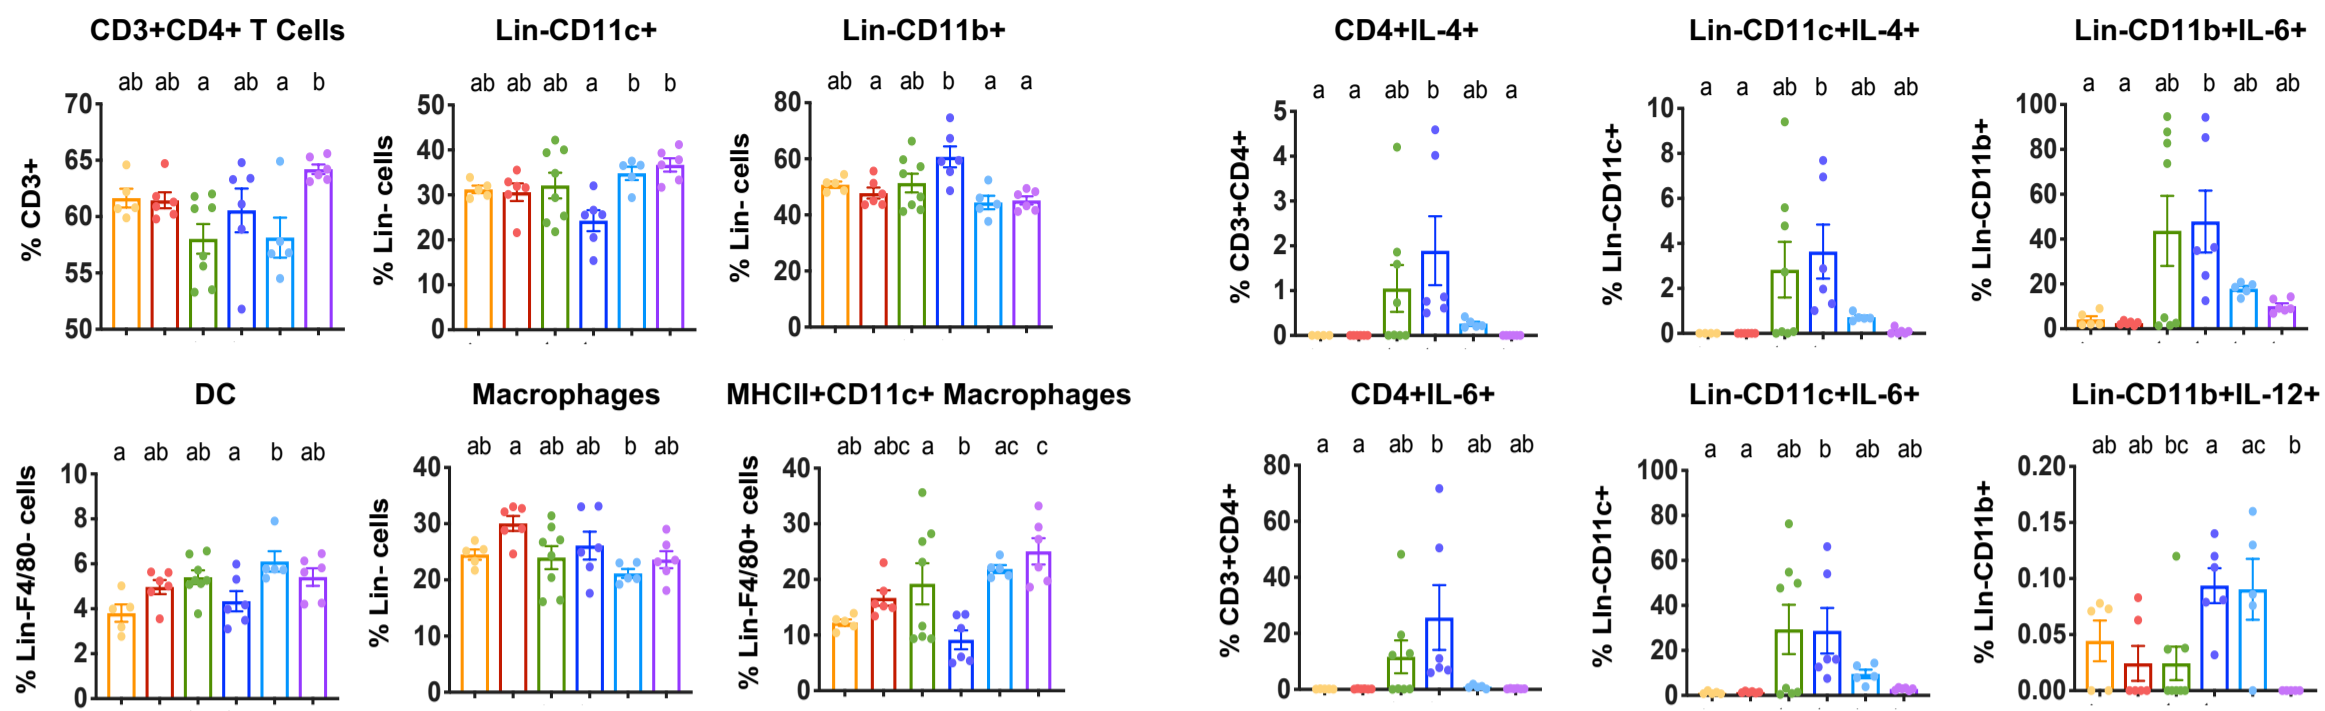 CD3+CD4+ T Cells
ab ab a ab a b
% CD3+
70
65
60
55
50
Lin-CD11c+
ab ab ab a b b
% Lin- cells
50
40
30
20
10
0
Lin-CD11b+
ab a ab b a a
% Lin- cells
80
60
40
20
0
CD4+IL-4+
a a ab b ab a
% CD3+CD4+
5
4
3
2
1
0
Lin-CD11c+IL-4+
a a ab b ab ab
% LIn-CD11c+
10
8
6
4
2
0
Lin-CD11b+IL-6+
a a ab b ab ab
% LIn-CD11b+
100
80
60
40
20
0
DC
a ab ab a b ab
% Lin-F4/80- cells
10
8
6
4
2
0
Macrophages
ab a ab ab b ab
% Lin- cells
40
30
20
10
0
MHCII+CD11c+ Macrophages
ab abc a b ac c
% Lin-F4/80+ cells
40
30
20
10
0
CD4+IL-6+
a a ab b ab ab
% CD3+CD4+
80
60
40
20
0
Lin-CD11c+IL-6+
a a ab b ab ab
% LIn-CD11c+
100
80
60
40
20
0
Lin-CD11b+IL-12+
ab ab bc a ac b
% LIn-CD11b+
0.20
0.15
0.10
0.05
0.00